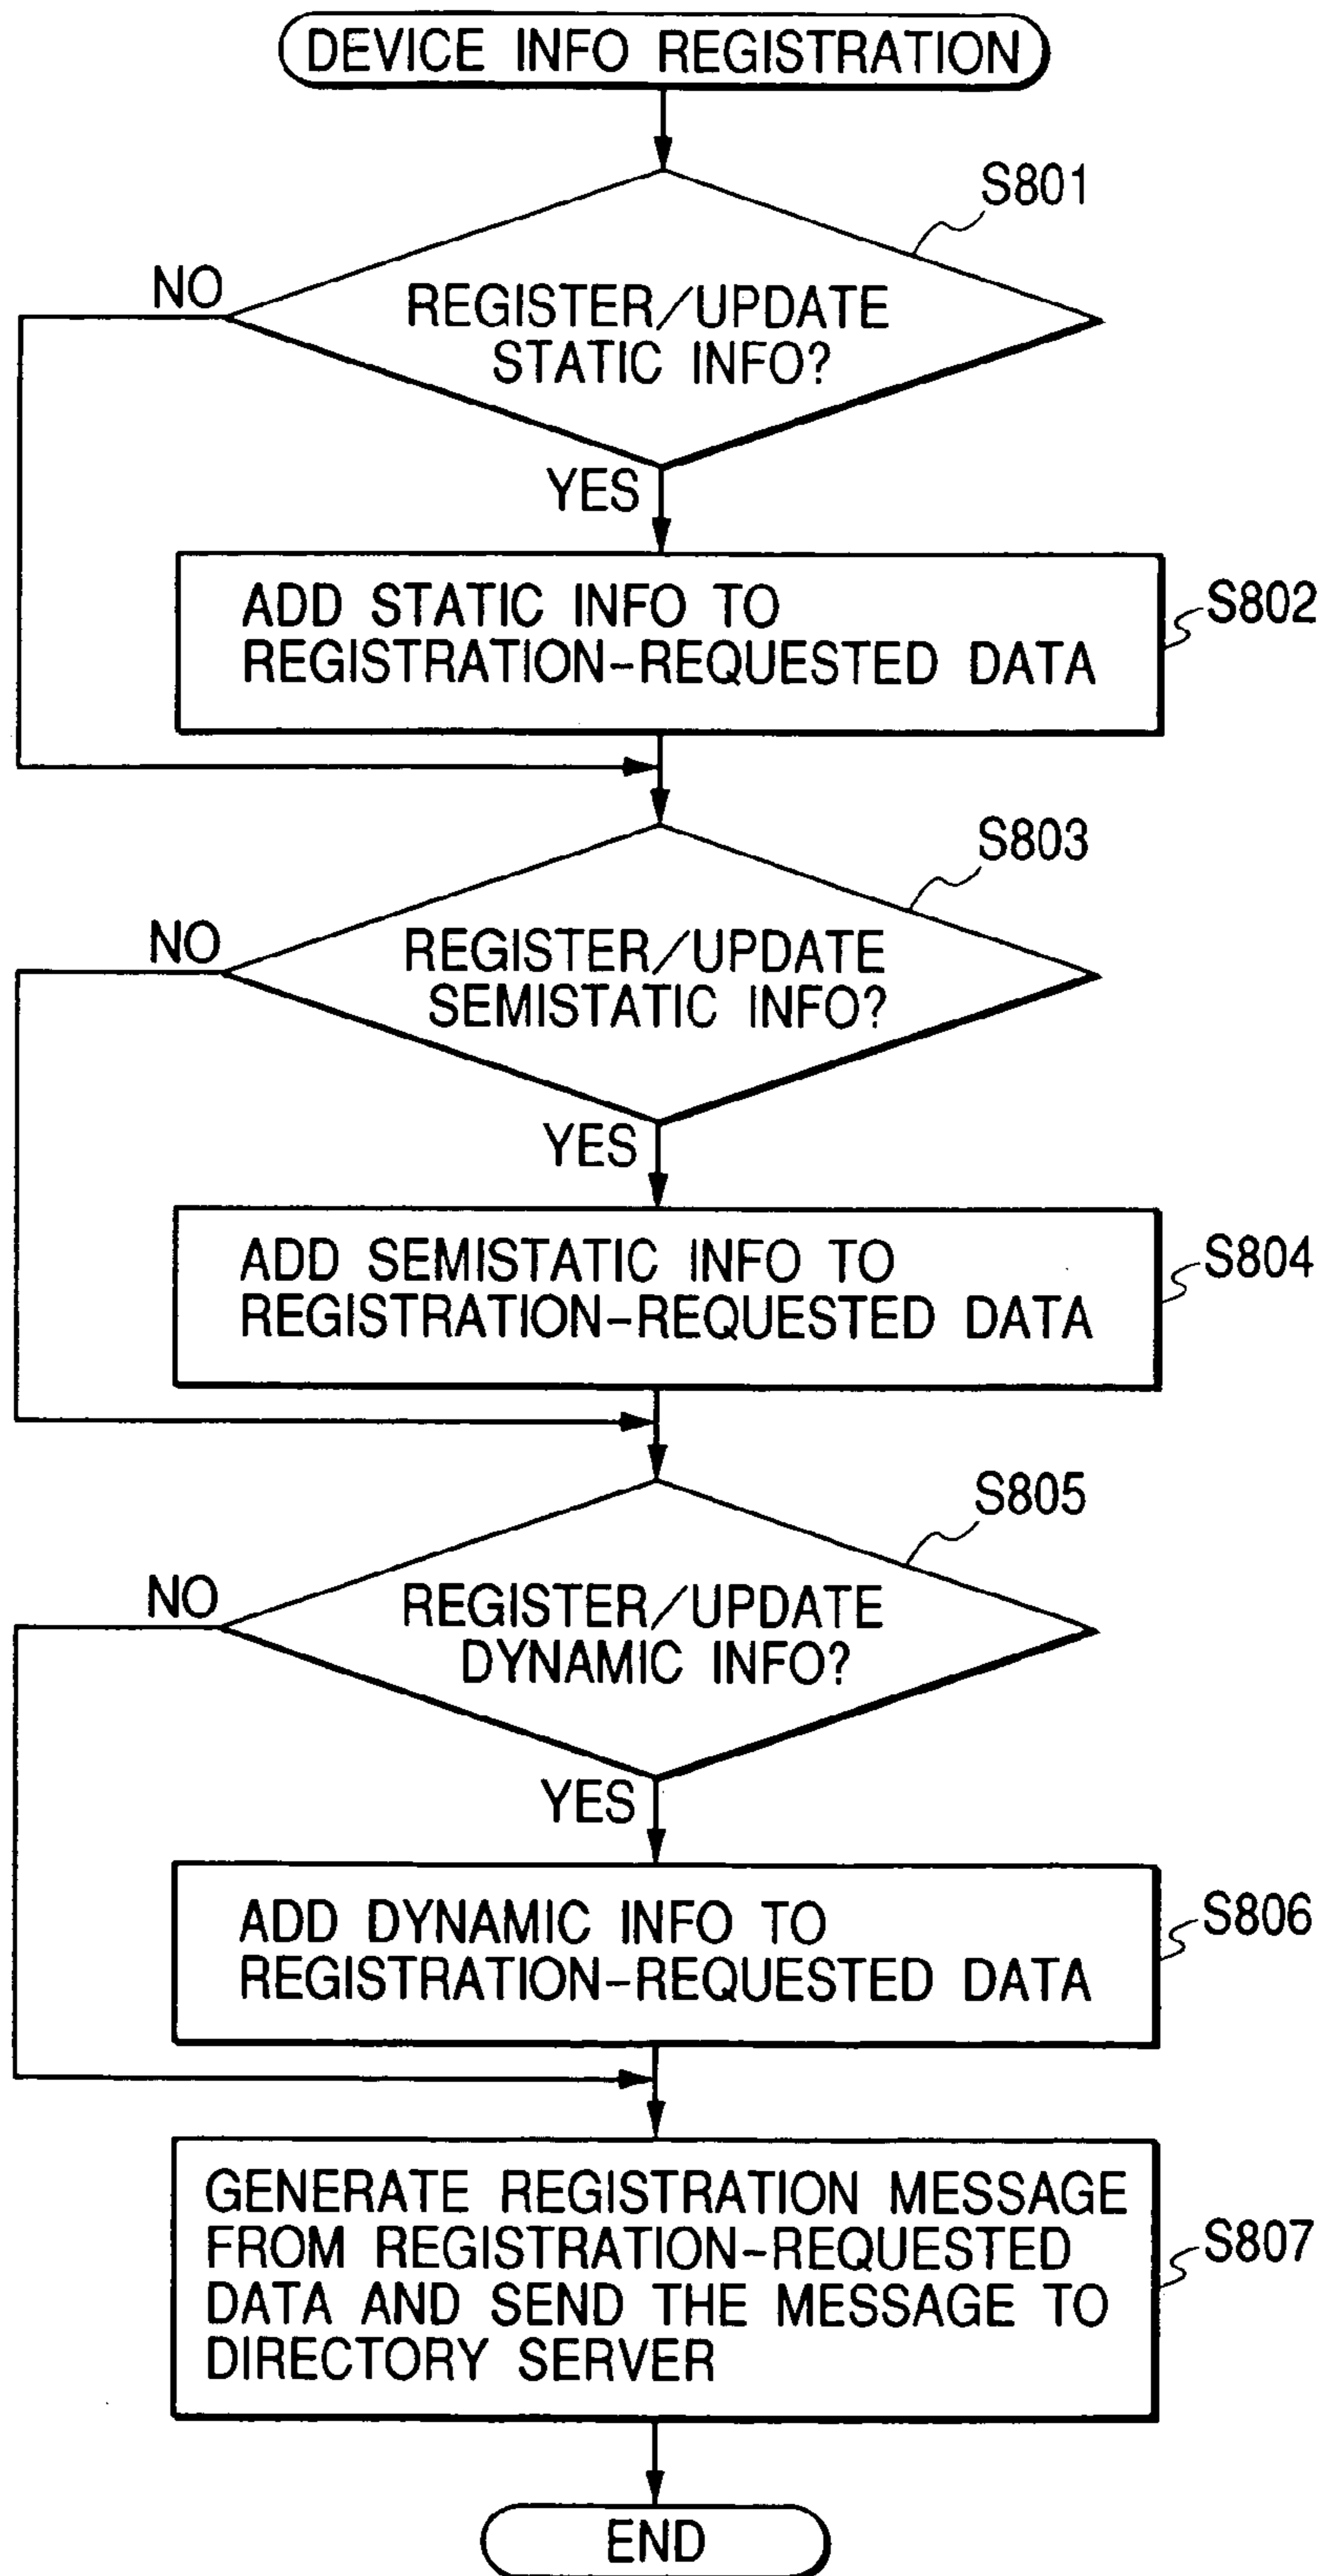 DEVICE INFO REGISTRATION
S801
NO
REGISTER/UPDATE
STATIC INFO?
YES
ADD STATIC INFO TO
REGISTRATION-REQUESTED DATA
S802
S803
NO
REGISTER/UPDATE
SEMISTATIC INFO?
YES
ADD SEMISTATIC INFO TO
REGISTRATION-REQUESTED DATA
S804
S805
NO
REGISTER/UPDATE
DYNAMIC INFO?
YES
ADD DYNAMIC INFO TO
REGISTRATION-REQUESTED DATA
S806
GENERATE REGISTRATION MESSAGE
FROM REGISTRATION-REQUESTED
DATA AND SEND THE MESSAGE TO
DIRECTORY SERVER
S807
END